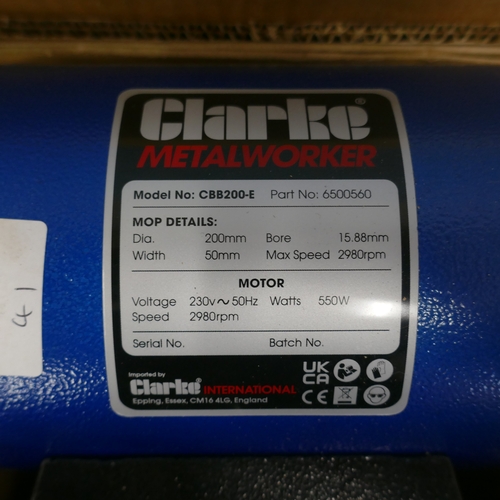 Clarke®
METALWORKER
Model No: CBB200-E Part No: 6500560
MOP DETAILS:
Dia. 200mm Bore 15.88mm
Width 50mm Max Speed 2980rpm
MOTOR
Voltage 230v~50Hz Watts 550W
Speed 2980rpm
Serial No. Batch No.
Imported by
Clarke INTERNATIONAL
Epping, Essex, CM16 4LG, England
UK
CA
CE
41